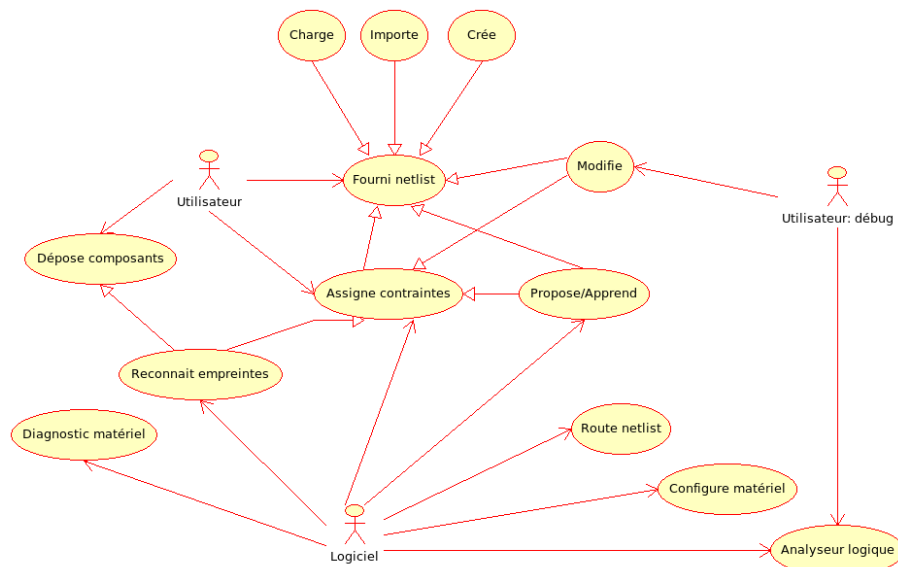 Charge
Importe
Crée
Modifie
Fourni netlist
Utilisateur
Utilisateur: débug
Dépose composants
Assigne contraintes
Propose/Apprend
Reconnait empreintes
Diagnostic matériel
Route netlist
Configure matériel
Logiciel
Analyseur logique